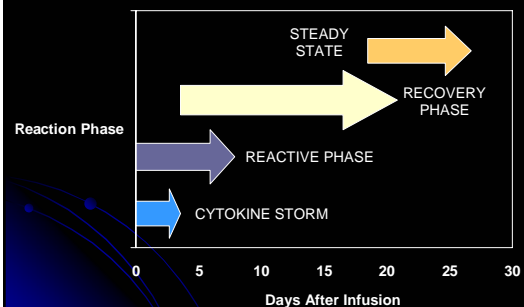 STEADY
STATE
RECOVERY
PHASE
Reaction Phase
REACTIVE PHASE
CYTOKINE STORM
0 5 10 15 20 25 30
Days After Infusion